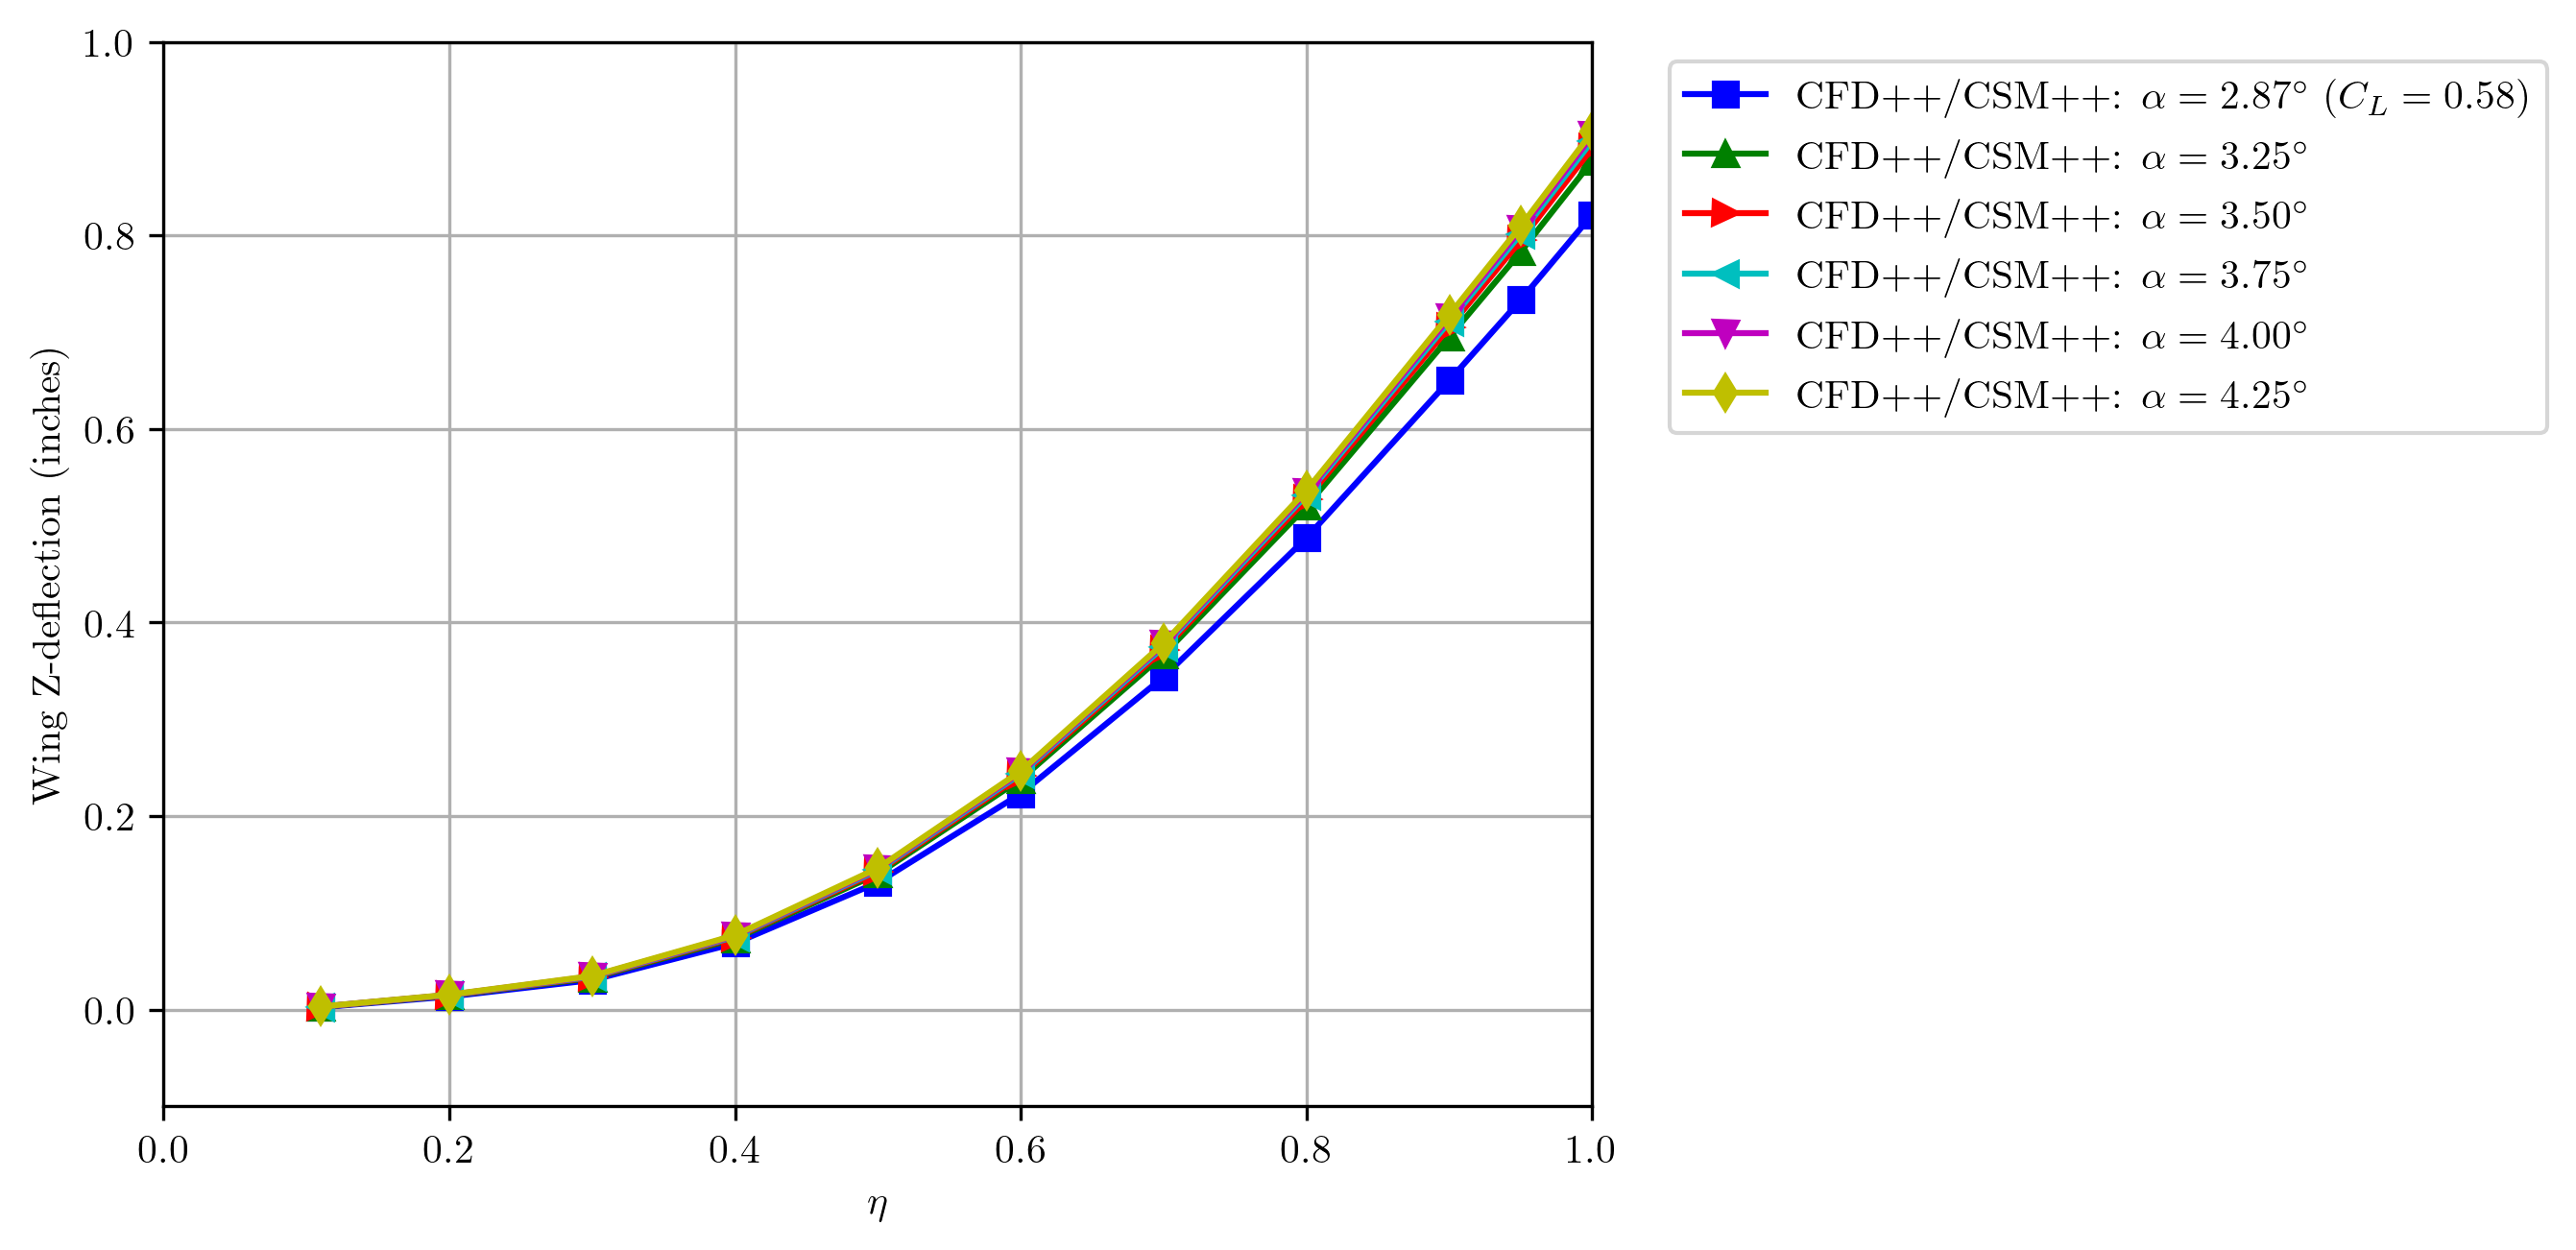 1.0
0.8
0.6
0.4
0.2
0.0
Wing Z-deflection (inches)
0.0 0.2 0.4 0.6 0.8 1.0
η
CFD++/CSM++: α = 2.87° (C_L = 0.58)
CFD++/CSM++: α = 3.25°
CFD++/CSM++: α = 3.50°
CFD++/CSM++: α = 3.75°
CFD++/CSM++: α = 4.00°
CFD++/CSM++: α = 4.25°